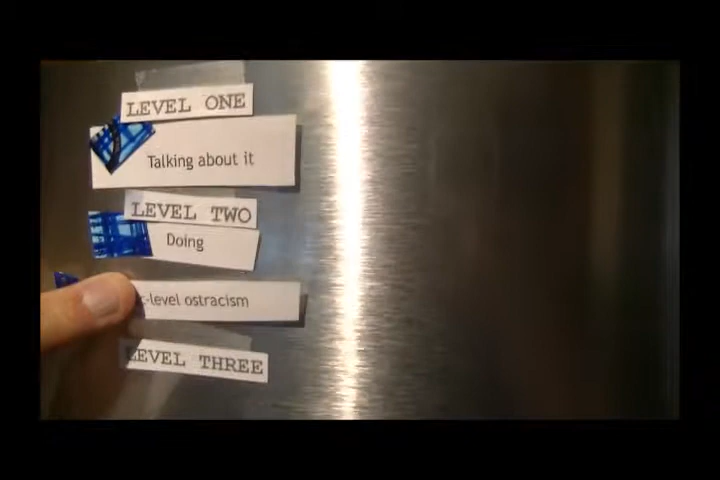 LEVEL ONE
Talking about it
LEVEL TWO
Doing
-level ostracism
LEVEL THREE